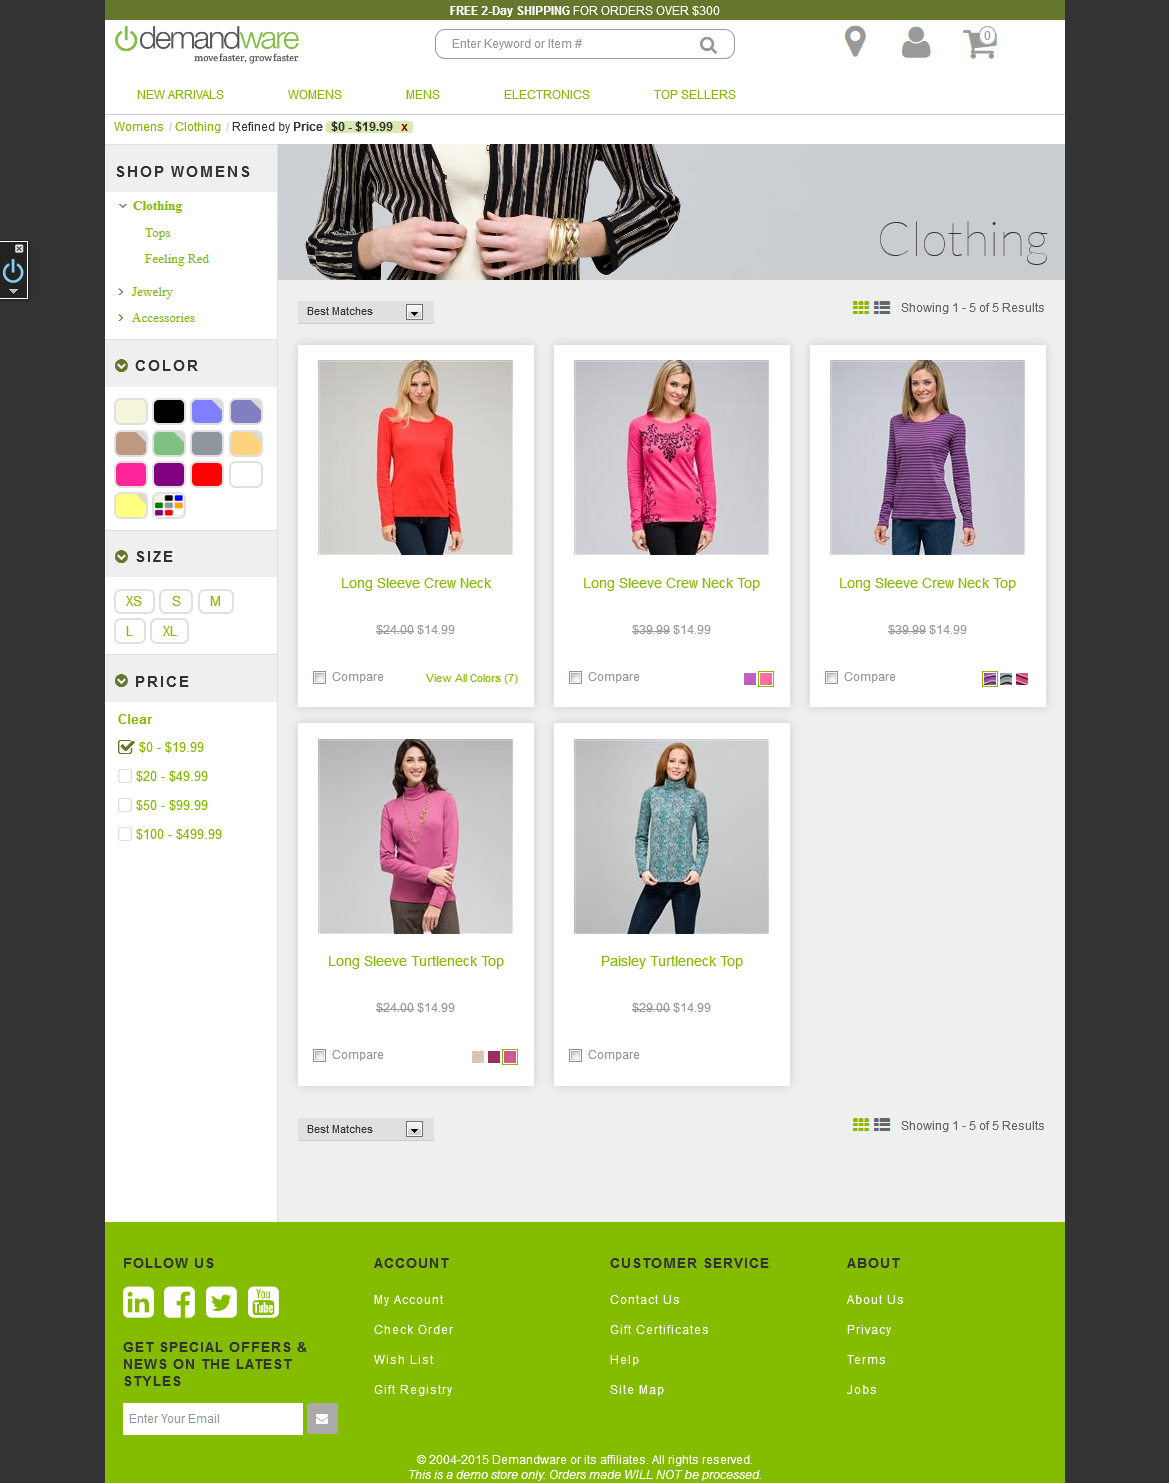 FREE 2-Day SHIPPING FOR ORDERS OVER $300
demandware
move faster, grow faster
Enter Keyword or Item #
0
NEW ARRIVALS WOMENS MENS ELECTRONICS TOP SELLERS
Womens / Clothing / Refined by Price $0 - $19.99 x
SHOP WOMENS
Clothing
Tops
Feeling Red
Jewelry
Accessories
COLOR
SIZE
XS S M
L XL
PRICE
Clear
$0 - $19.99
$20 - $49.99
$50 - $99.99
$100 - $499.99
Clothing
Best Matches
Showing 1 - 5 of 5 Results
Long Sleeve Crew Neck
$24.00 $14.99
Compare
View All Colors (7)
Long Sleeve Crew Neck Top
$39.99 $14.99
Compare
Long Sleeve Crew Neck Top
$39.99 $14.99
Compare
Long Sleeve Turtleneck Top
$24.00 $14.99
Compare
Paisley Turtleneck Top
$29.00 $14.99
Compare
Best Matches
Showing 1 - 5 of 5 Results
FOLLOW US
in
You
Tube
GET SPECIAL OFFERS &
NEWS ON THE LATEST
STYLES
Enter Your Email
ACCOUNT
My Account
Check Order
Wish List
Gift Registry
CUSTOMER SERVICE
Contact Us
Gift Certificates
Help
Site Map
ABOUT
About Us
Privacy
Terms
Jobs
© 2004-2015 Demandware or its affiliates. All rights reserved.
This is a demo store only. Orders made WILL NOT be processed.